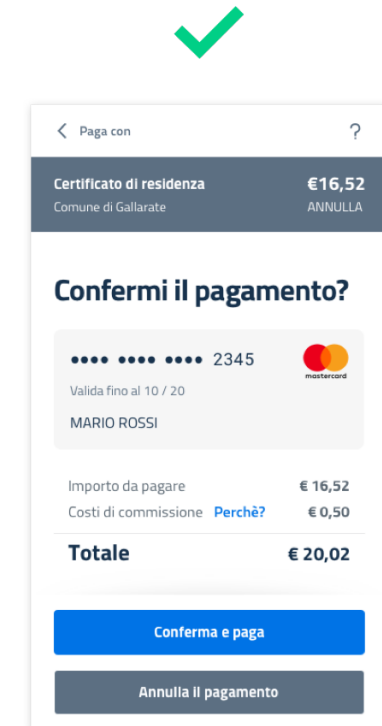 Paga con ?
Certificato di residenza €16,52
Comune di Gallarate ANNULLA
Confermi il pagamento?
•••• •••• •••• 2345
mastercard
Valida fino al 10 / 20
MARIO ROSSI
Importo da pagare € 16,52
Costi di commissione Perchè? € 0,50
Totale € 20,02
Conferma e paga
Annulla il pagamento